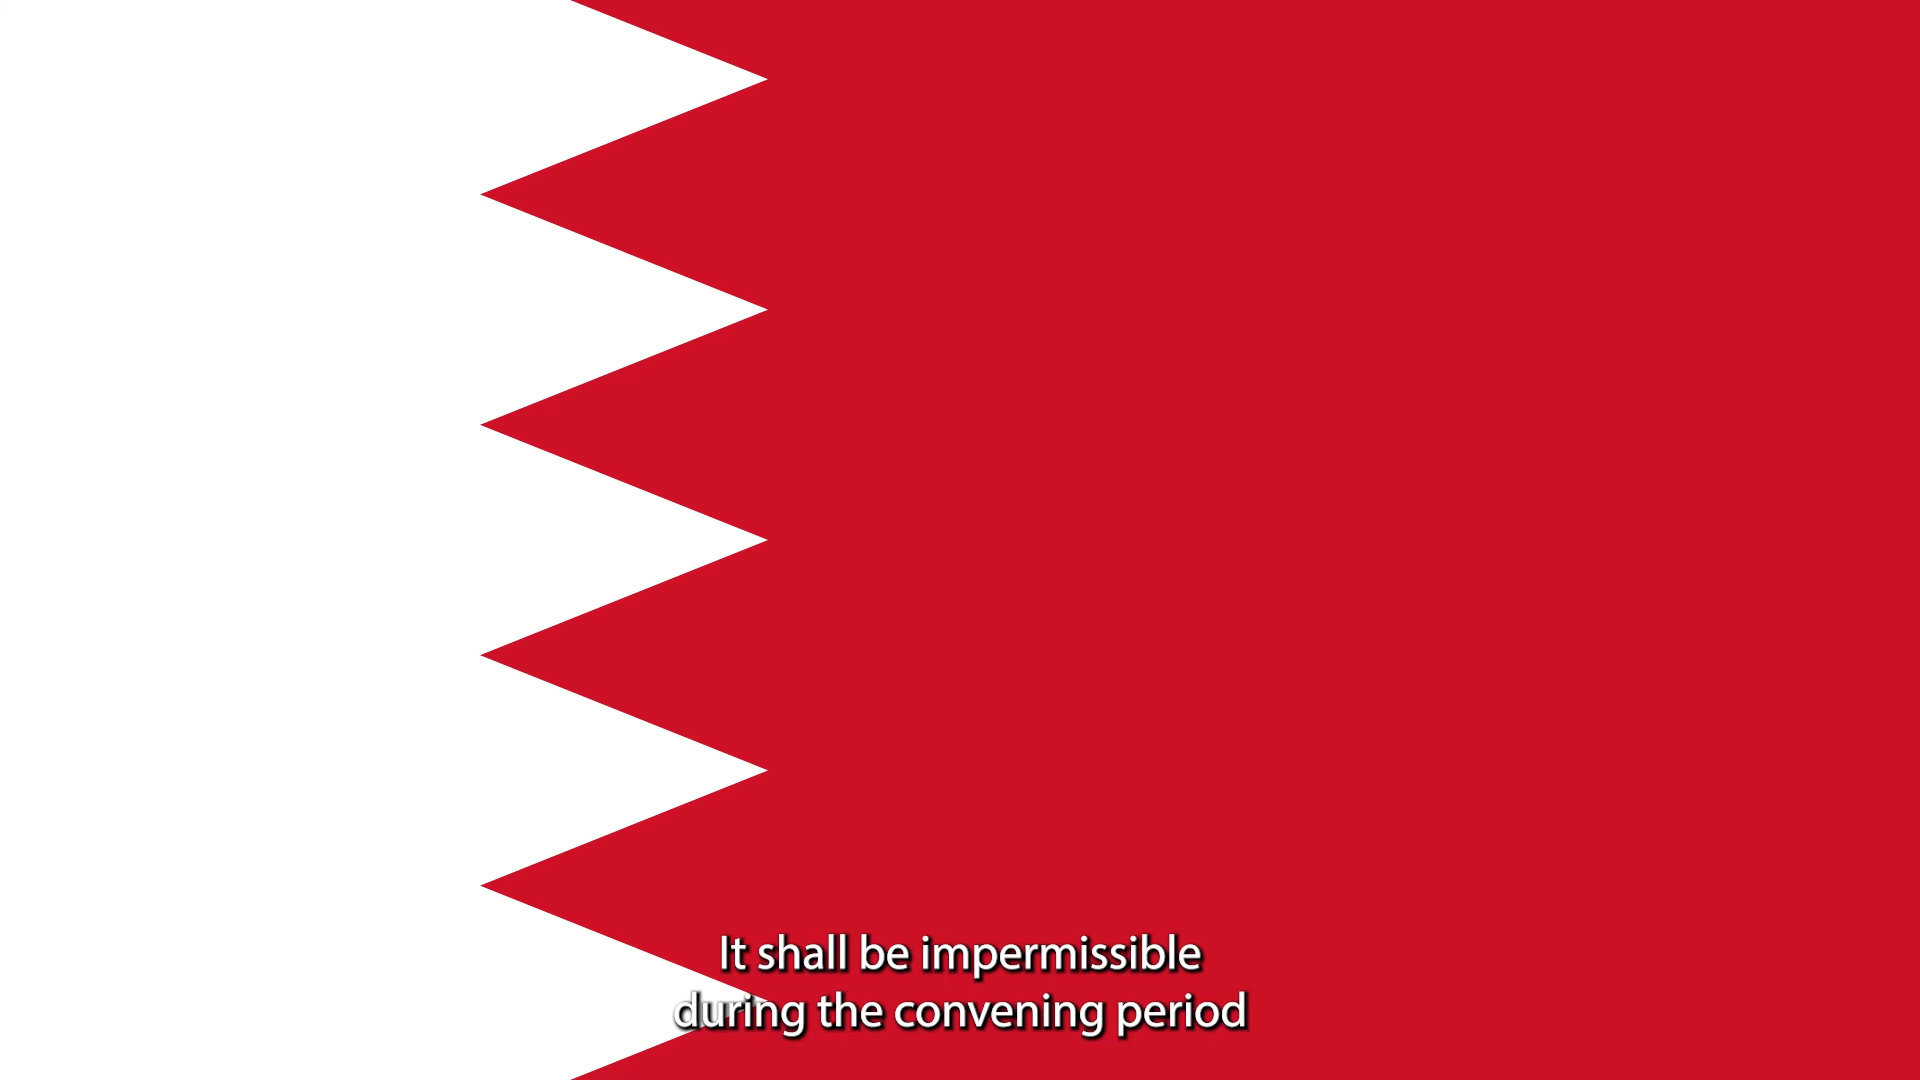 It shall be impermissible
during the convening period